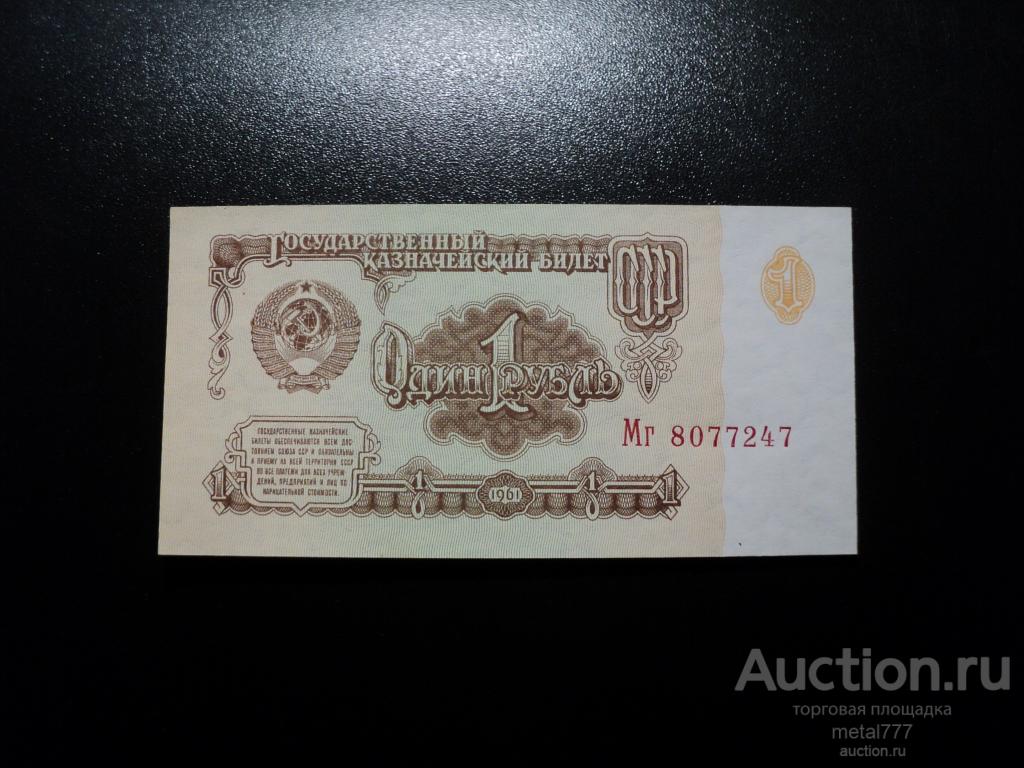 Государственный
казначейский билет
СССР
1
Один 1 рубль
Мг 8077247
ГОСУДАРСТВЕННЫЕ КАЗНАЧЕЙСКИЕ
БИЛЕТЫ ОБЕСПЕЧИВАЮТСЯ ВСЕМ ДОС-
ТОЯНИЕМ СОЮЗА ССР И ОБЯЗАТЕЛЬНЫ
К ПРИЕМУ НА ВСЕЙ ТЕРРИТОРИИ СССР
ВО ВСЕ ПЛАТЕЖИ ДЛЯ ВСЕХ УЧРЕЖ-
ДЕНИЙ, ПРЕДПРИЯТИЙ И ЛИЦ ПО
НАРИЦАТЕЛЬНОЙ СТОИМОСТИ.
1 1 1961 1 1
Auction.ru
торговая площадка
metal777
auction.ru